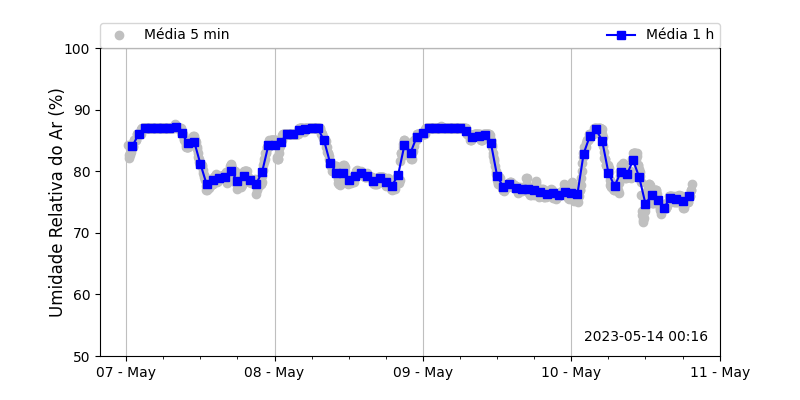 Média 5 min
Média 1 h
Umidade Relativa do Ar (%)
100
90
80
70
60
50
2023-05-14 00:16
07 - May
08 - May
09 - May
10 - May
11 - May